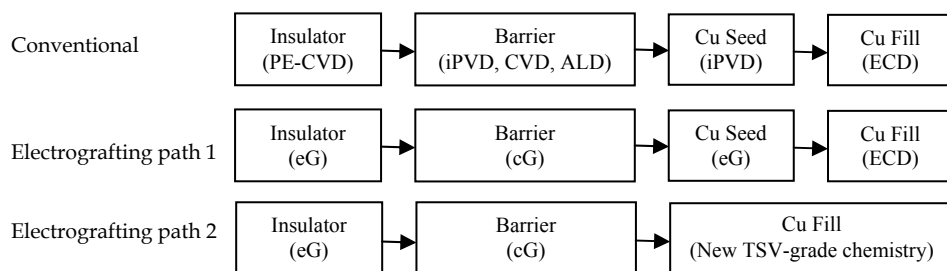 Conventional
Insulator
(PE-CVD)
Barrier
(iPVD, CVD, ALD)
Cu Seed
(iPVD)
Cu Fill
(ECD)
Electrografting path 1
Insulator
(eG)
Barrier
(cG)
Cu Seed
(eG)
Cu Fill
(ECD)
Electrografting path 2
Insulator
(eG)
Barrier
(cG)
Cu Fill
(New TSV-grade chemistry)